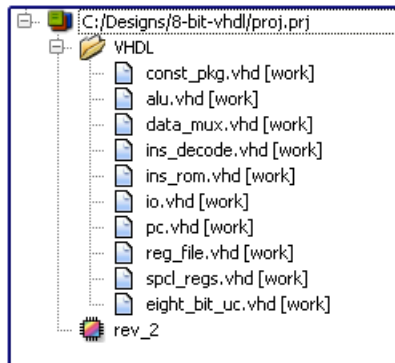 C:/Designs/8-bit-vhdl/proj.prj
VHDL
const_pkg.vhd [work]
alu.vhd [work]
data_mux.vhd [work]
ins_decode.vhd [work]
ins_rom.vhd [work]
io.vhd [work]
pc.vhd [work]
reg_file.vhd [work]
spcl_regs.vhd [work]
eight_bit_uc.vhd [work]
rev_2